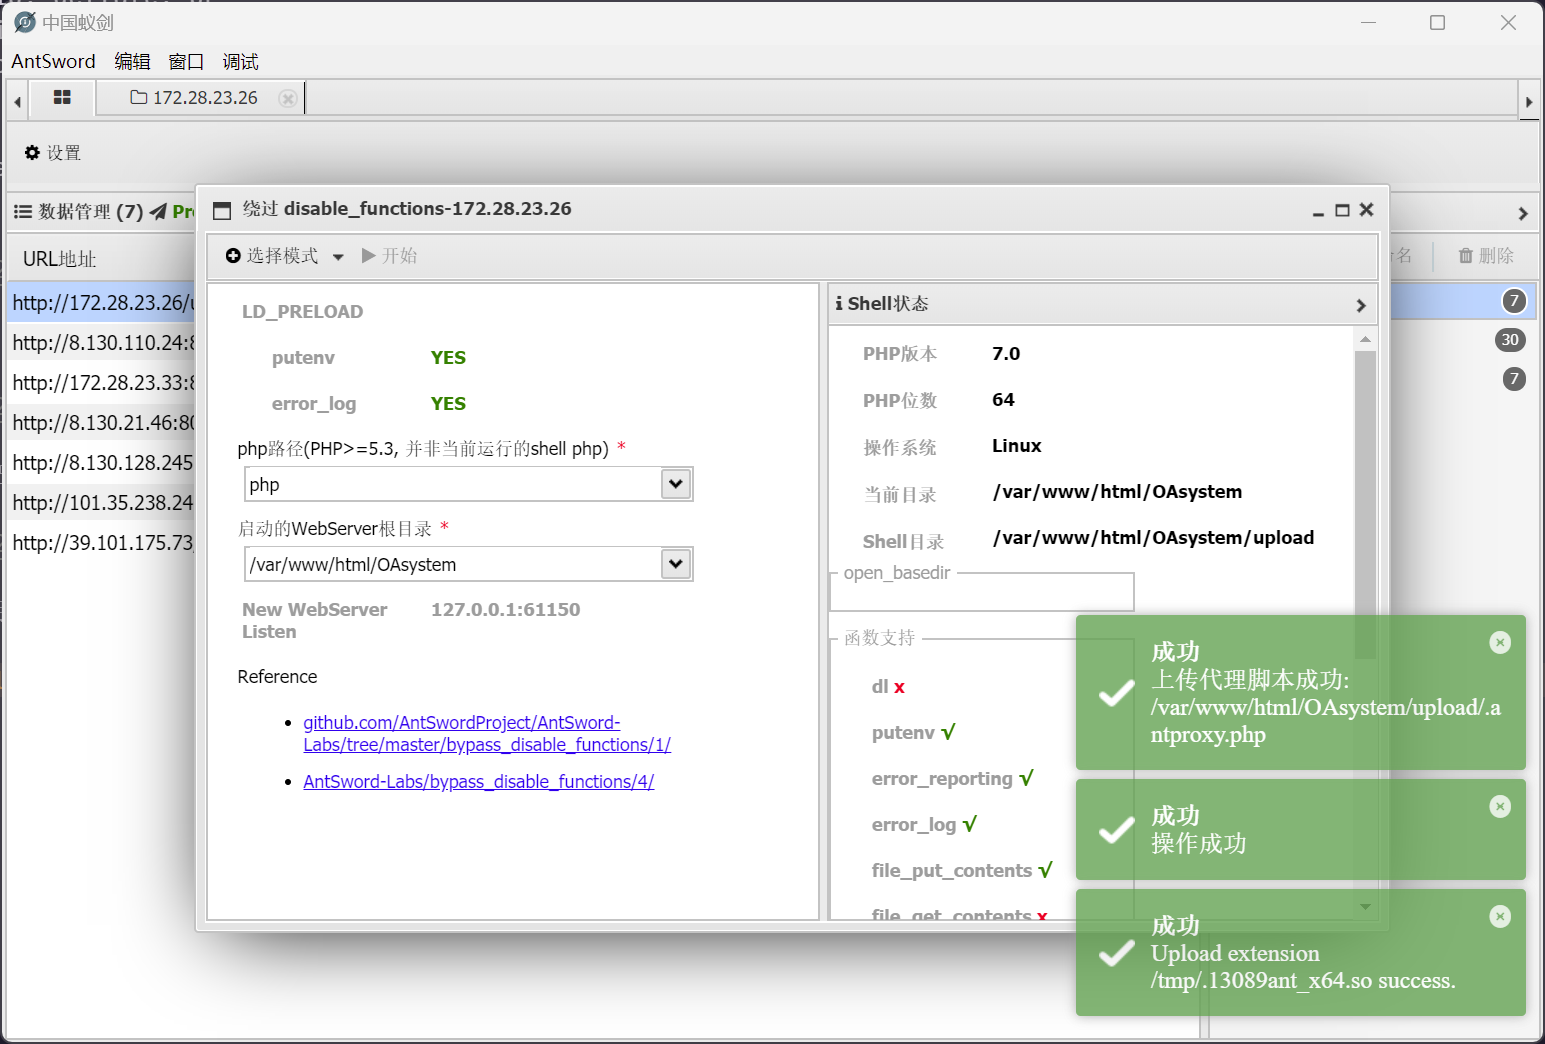 中国蚁剑
AntSword 编辑 窗口 调试
172.28.23.26
设置
数据管理 (7)
URL地址
名 删除
http://172.28.23.26/
7
http://8.130.110.24:8
30
http://172.28.23.33:8
7
http://8.130.21.46:80
http://8.130.128.245
http://101.35.238.24
http://39.101.175.73
绕过 disable_functions-172.28.23.26
选择模式 开始
LD_PRELOAD
putenv YES
error_log YES
php路径(PHP>=5.3, 并非当前运行的shell php) *
php
启动的WebServer根目录 *
/var/www/html/OAsystem
New WebServer Listen 127.0.0.1:61150
Reference
github.com/AntSwordProject/AntSword-
Labs/tree/master/bypass_disable_functions/1/
AntSword-Labs/bypass_disable_functions/4/
Shell状态
PHP版本 7.0
PHP位数 64
操作系统 Linux
当前目录 /var/www/html/OAsystem
Shell目录 /var/www/html/OAsystem/upload
open_basedir
函数支持
dl x
putenv √
error_reporting √
error_log √
file_put_contents √
file_get_contents x
成功
上传代理脚本成功:
/var/www/html/OAsystem/upload/.a
ntproxy.php
成功
操作成功
成功
Upload extension
/tmp/.13089ant_x64.so success.